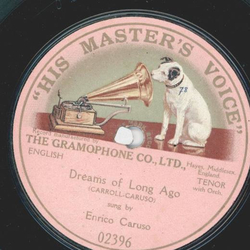 "HIS MASTER'S VOICE"
THE GRAMOPHONE CO., LTD.,
Hayes, Middlesex,
England.
ENGLISH
TENOR
with Orch.
Dreams of Long Ago
(CARROLL-CARUSO)
sung by
Enrico Caruso
02396